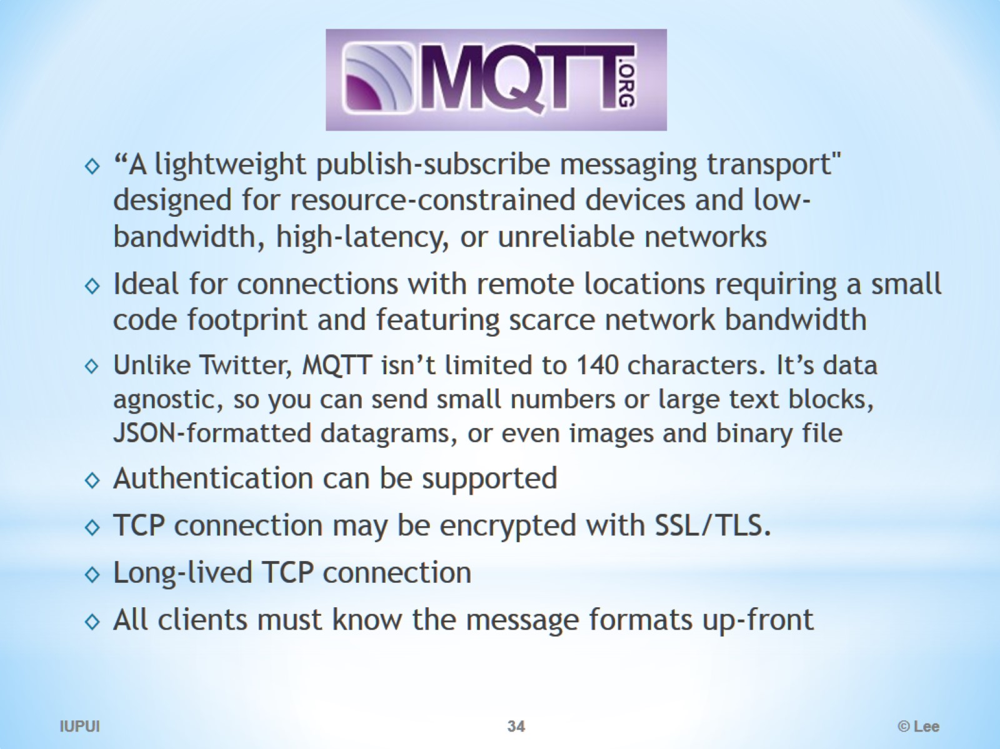 MQTT.ORG
◇ “A lightweight publish-subscribe messaging transport"
designed for resource-constrained devices and low-
bandwidth, high-latency, or unreliable networks
◇ Ideal for connections with remote locations requiring a small
code footprint and featuring scarce network bandwidth
◇ Unlike Twitter, MQTT isn’t limited to 140 characters. It’s data
agnostic, so you can send small numbers or large text blocks,
JSON-formatted datagrams, or even images and binary file
◇ Authentication can be supported
◇ TCP connection may be encrypted with SSL/TLS.
◇ Long-lived TCP connection
◇ All clients must know the message formats up-front
IUPUI 34 © Lee